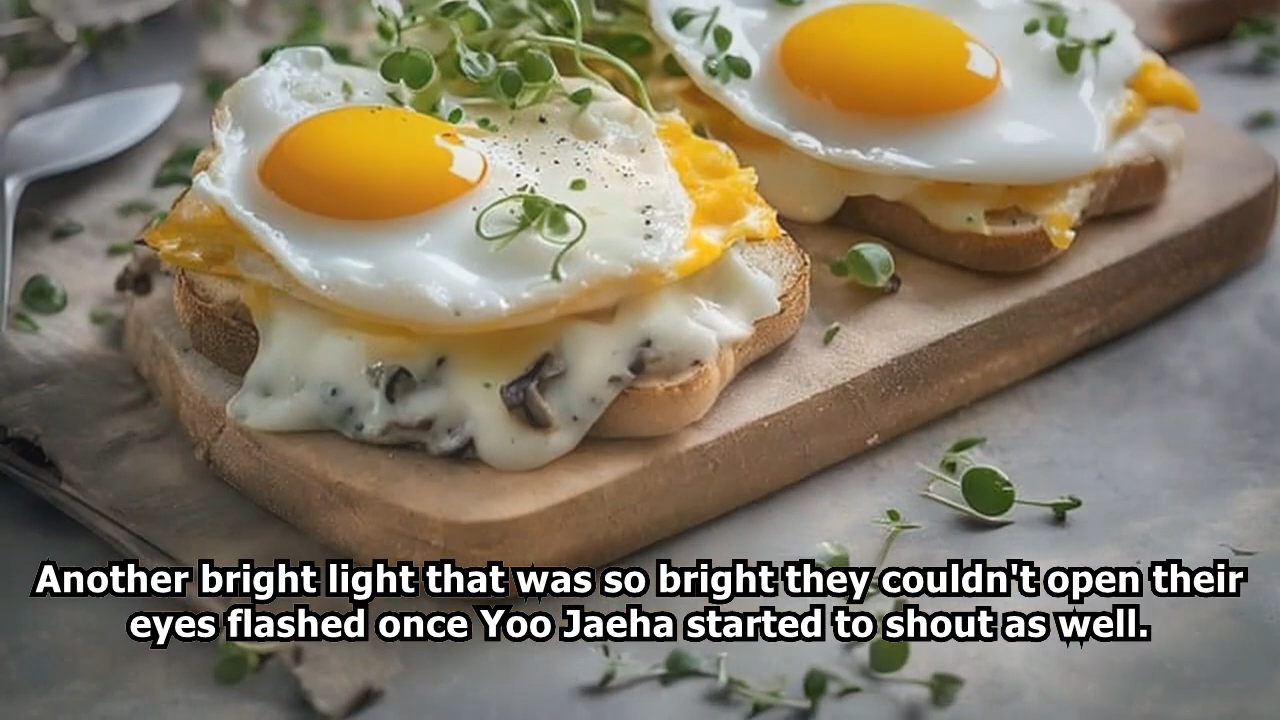 Another bright light that was so bright they couldn't open their
eyes flashed once Yoo Jaeha started to shout as well.